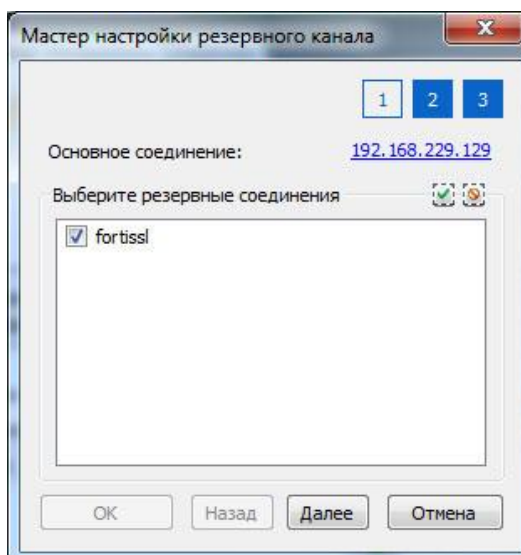 Мастер настройки резервного канала
1 2 3
Основное соединение: 192.168.229.129
Выберите резервные соединения
fortissl
ОК Назад Далее Отмена